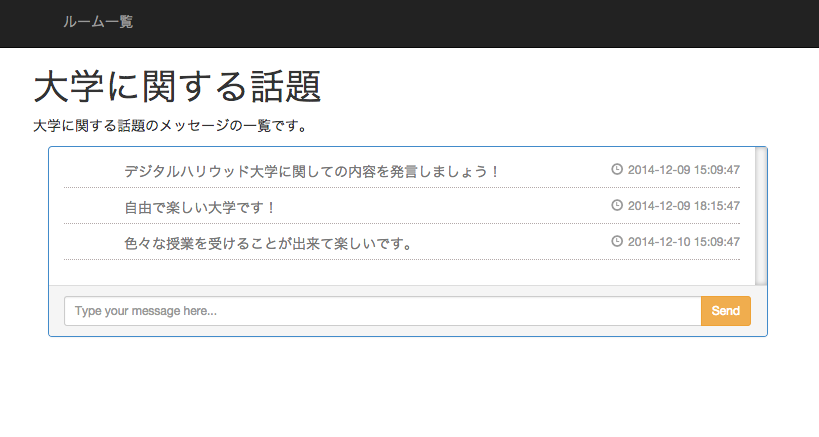 ルーム一覧
大学に関する話題
大学に関する話題のメッセージの一覧です。
デジタルハリウッド大学に関しての内容を発言しましょう！ 2014-12-09 15:09:47
自由で楽しい大学です！ 2014-12-09 18:15:47
色々な授業を受けることが出来て楽しいです。 2014-12-10 15:09:47
Type your message here... Send